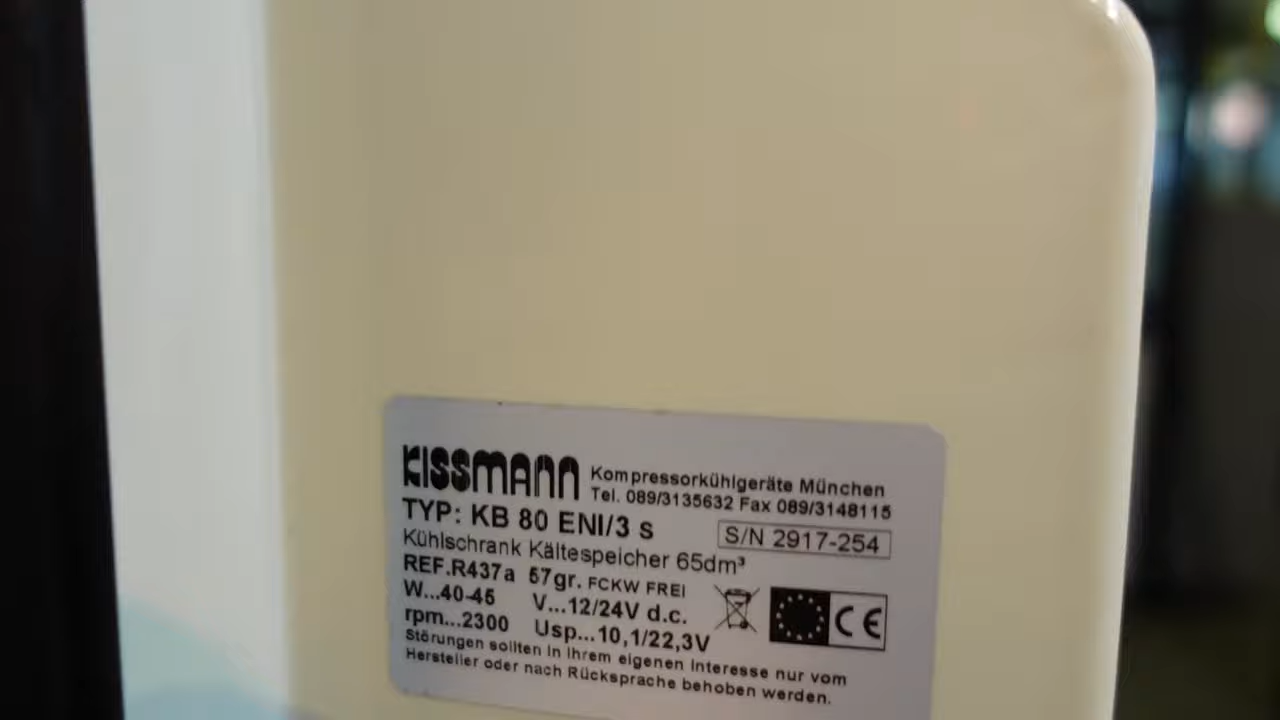 KISSMANN Kompressorkühlgeräte München
Tel. 089/3135632 Fax 089/3148115
TYP: KB 80 ENI/3 s
S/N 2917-254
Kühlschrank Kältespeicher 65dm³
REF.R437a 57gr. FCKW FREI
W...40-45 V...12/24V d.c.
rpm...2300 Usp...10,1/22,3V
CE
Störungen sollten in Ihrem eigenen Interesse nur vom
Hersteller oder nach Rücksprache behoben werden.